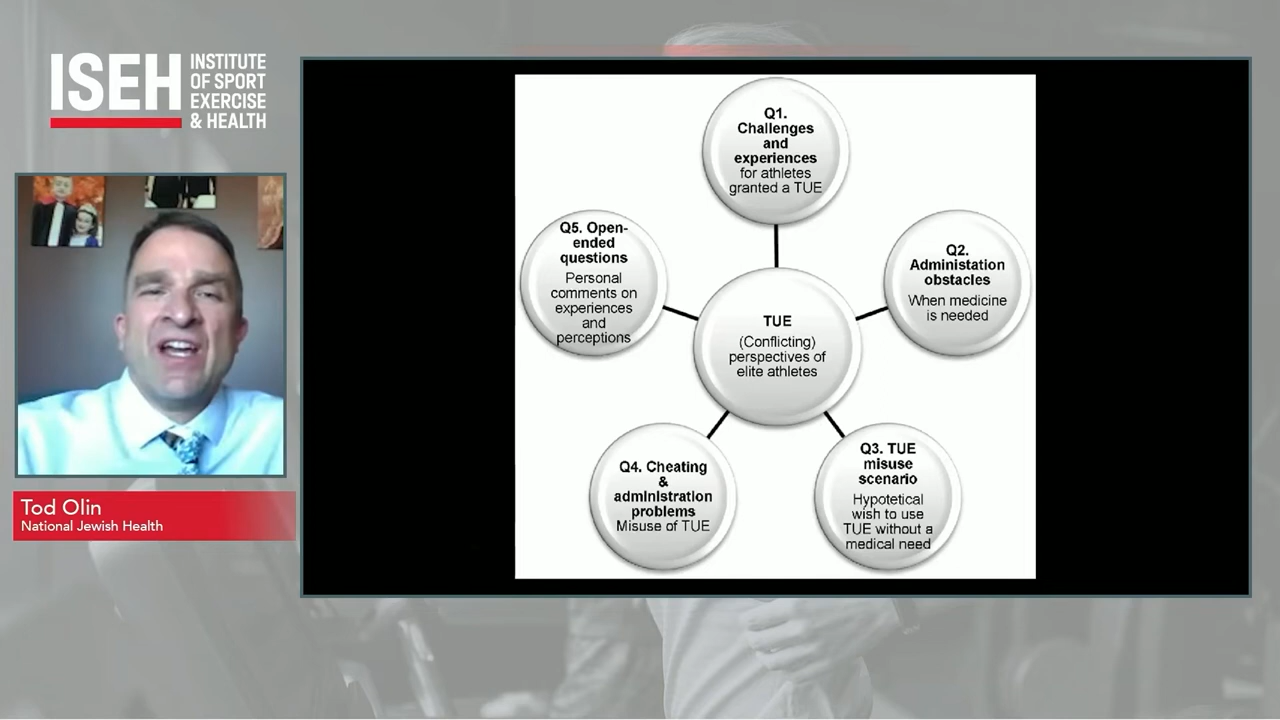 ISEH
INSTITUTE
OF SPORT
EXERCISE
& HEALTH
Tod Olin
National Jewish Health
Q1.
Challenges
and
experiences
for athletes
granted a TUE
Q2.
Administation
obstacles
When medicine
is needed
Q3. TUE
misuse
scenario
Hypotetical
wish to use
TUE without a
medical need
Q4. Cheating
&
administration
problems
Misuse of TUE
Q5. Open-
ended
questions
Personal
comments on
experiences
and
perceptions
TUE
(Conflicting)
perspectives of
elite athletes